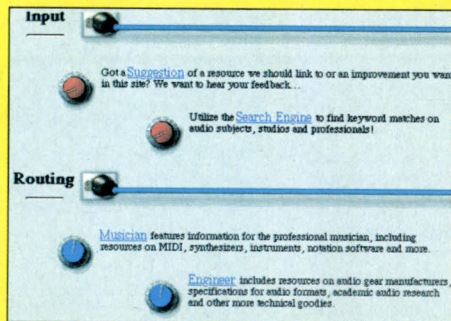 Input
Got a Suggestion of a resource we should link to or an improvement you want
in this site? We want to hear your feedback...
Utilize the Search Engine to find keyword matches on
audio subjects, studios and professionals!
Routing
Musician features information for the professional musician, including
resources on MIDI, synthesizers, instruments, notation software and more.
Engineer includes resources on audio gear manufacturers,
specifications for audio formats, academic audio research
and other more technical goodies.